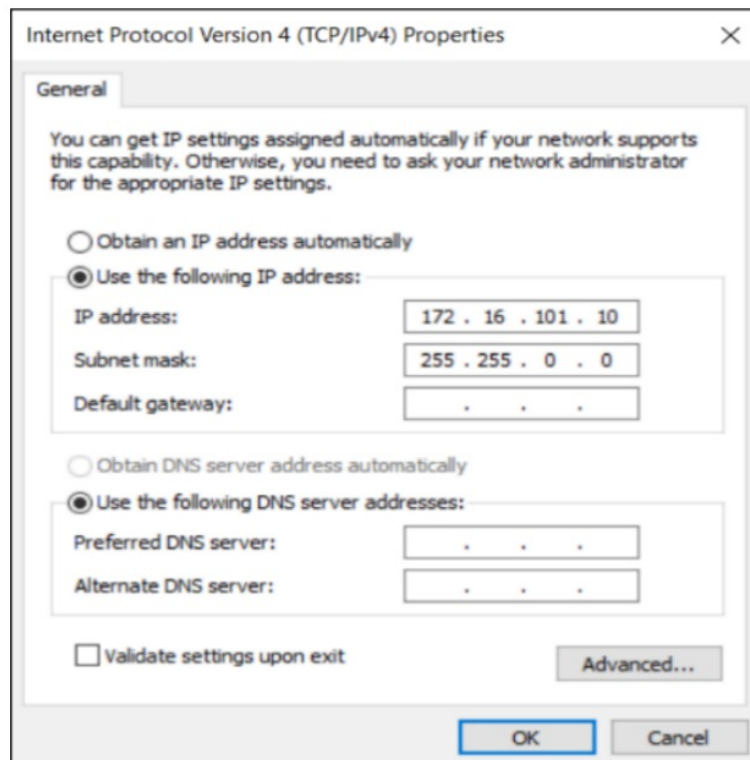 Internet Protocol Version 4 (TCP/IPv4) Properties
General
You can get IP settings assigned automatically if your network supports
this capability. Otherwise, you need to ask your network administrator
for the appropriate IP settings.
Obtain an IP address automatically
Use the following IP address:
IP address: 172 . 16 . 101 . 10
Subnet mask: 255 . 255 . 0 . 0
Default gateway: . . .
Obtain DNS server address automatically
Use the following DNS server addresses:
Preferred DNS server: . . .
Alternate DNS server: . . .
Validate settings upon exit
Advanced...
OK Cancel